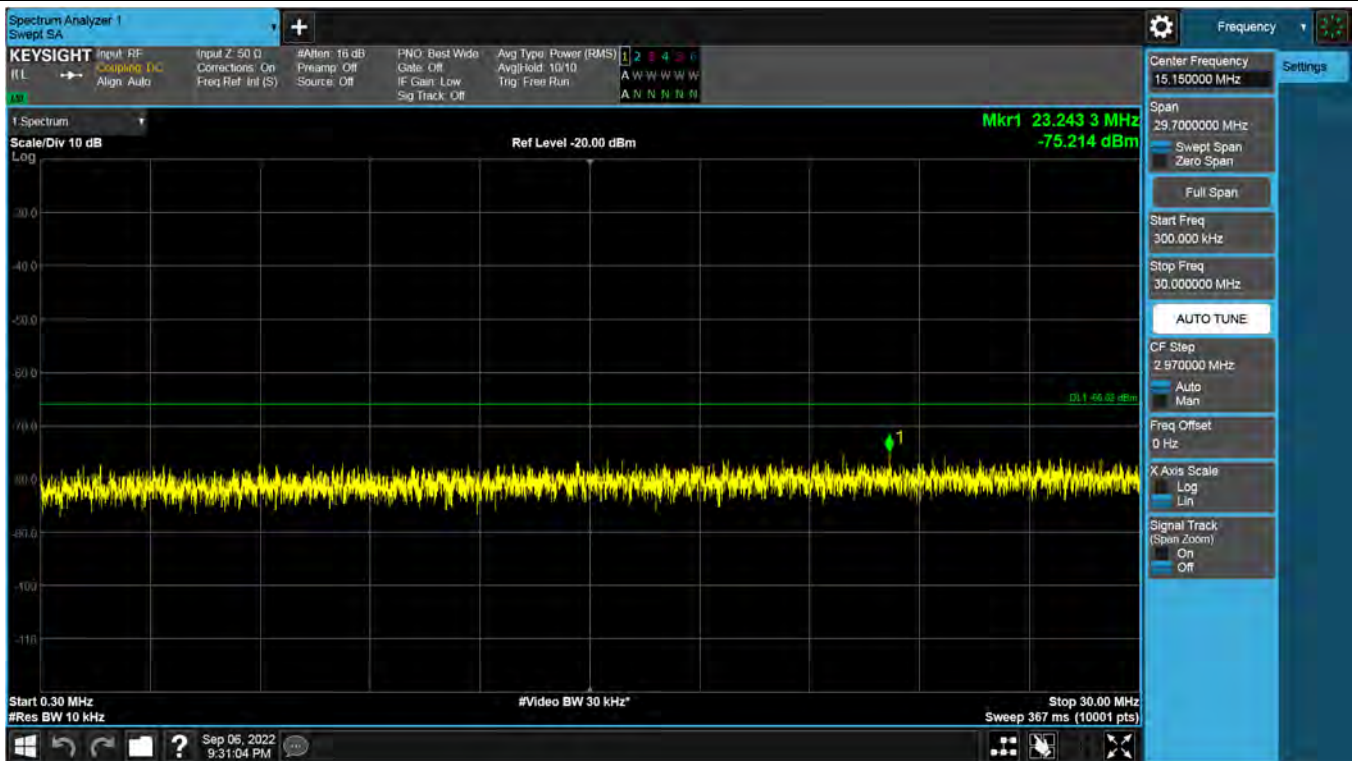 Spectrum Analyzer 1
Swept SA
+
Frequency
KEYSIGHT
Input: RF
Coupling: DC
Align: Auto
Input Z: 50 Ω
Corrections: On
Freq Ref: Int (S)
#Atten: 16 dB
Preamp: Off
Source: Off
PNO: Best Wide
Gate: Off
IF Gain: Low
Sig Track: Off
Avg Type: Power (RMS)
Avg|Hold: 10/10
Trig: Free Run
1 2 3 4 5 6
A W W W W W
A N N N N N
1 Spectrum
Scale/Div 10 dB
Log
Ref Level -20.00 dBm
Mkr1 23.243 3 MHz
-75.214 dBm
-30.0
-40.0
-50.0
-60.0
-70.0
-80.0
-90.0
-100
-110
1
Start 0.30 MHz
#Res BW 10 kHz
#Video BW 30 kHz*
Stop 30.00 MHz
Sweep 367 ms (10001 pts)
Center Frequency
15.150000 MHz
Settings
Span
29.7000000 MHz
Swept Span
Zero Span
Full Span
Start Freq
300.000 kHz
Stop Freq
30.000000 MHz
AUTO TUNE
CF Step
2.970000 MHz
Auto
Man
Freq Offset
0 Hz
X Axis Scale
Log
Lin
Signal Track
(Span Zoom)
On
Off
?
Sep 06, 2022
9:31:04 PM